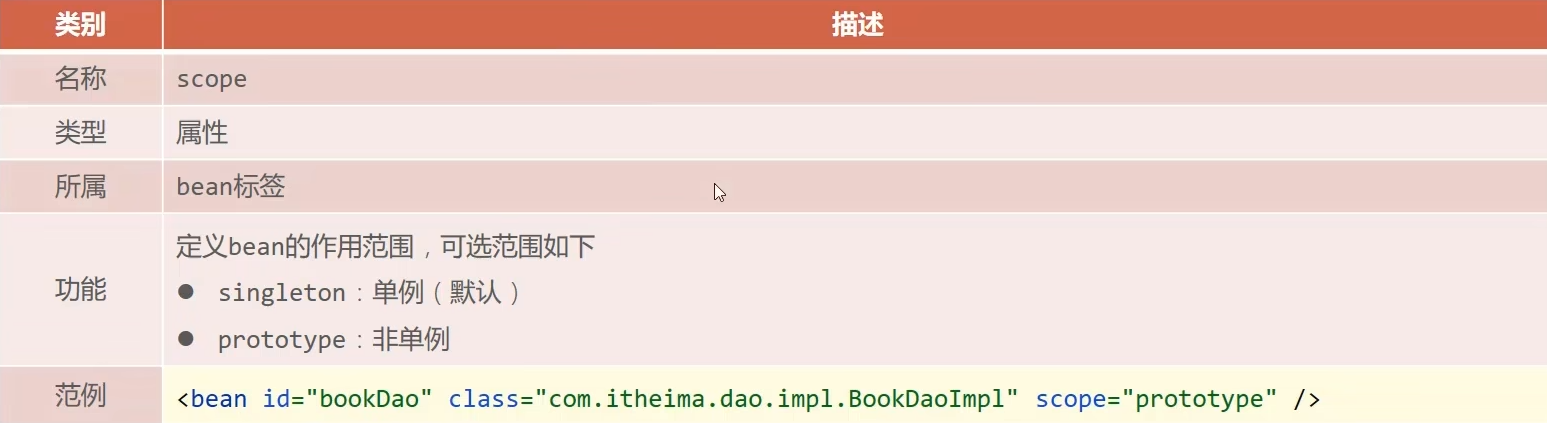 类别 描述
名称 scope
类型 属性
所属 bean标签
功能 定义bean的作用范围，可选范围如下
● singleton：单例（默认）
● prototype：非单例
范例 <bean id="bookDao" class="com.itheima.dao.impl.BookDaoImpl" scope="prototype" />